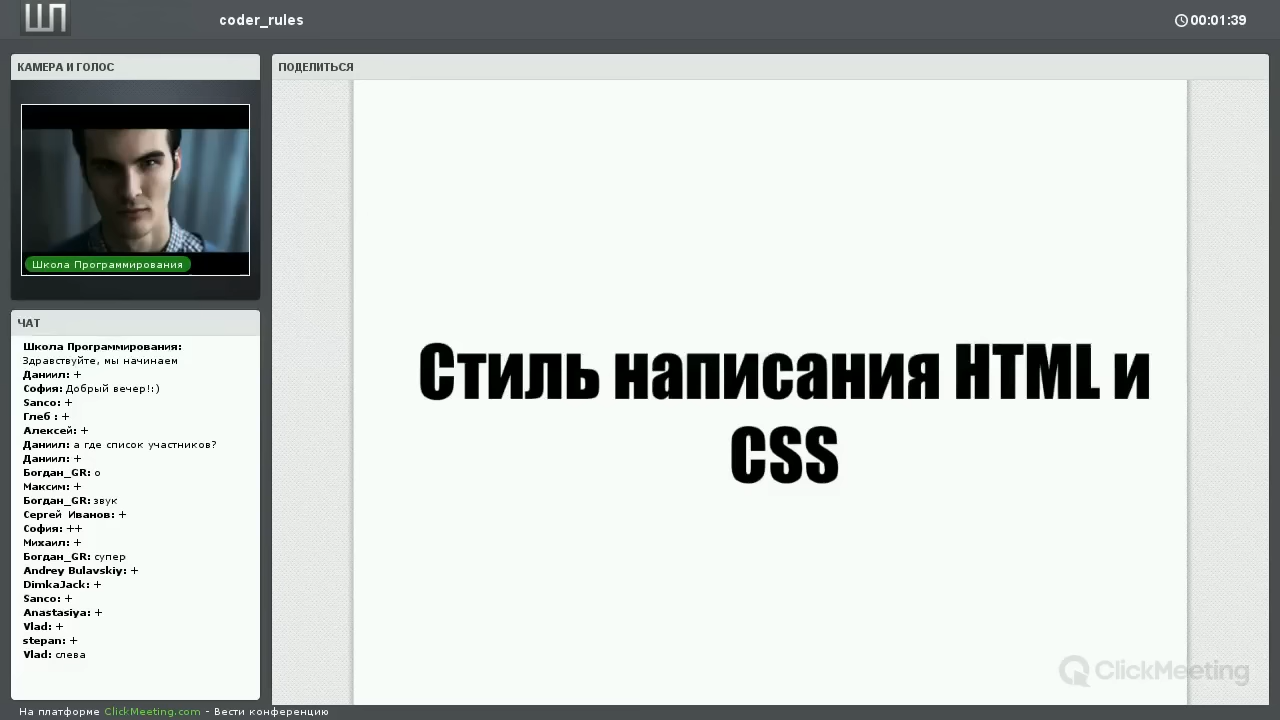 ШП
coder_rules
00:01:39
КАМЕРА И ГОЛОС
Школа Программирования
ЧАТ
Школа Программирования:
Здравствуйте, мы начинаем
Даниил: +
София: Добрый вечер!:)
Sanco: +
Глеб : +
Алексей: +
Даниил: а где список участников?
Даниил: +
Богдан_GR: о
Максим: +
Богдан_GR: звук
Сергей Иванов: +
София: ++
Михаил: +
Богдан_GR: супер
Andrey Bulavskiy: +
DimkaJack: +
Sanco: +
Anastasiya: +
Vlad: +
stepan: +
Vlad: слева
ПОДЕЛИТЬСЯ
Стиль написания HTML и
CSS
ClickMeeting
На платформе ClickMeeting.com - Вести конференцию